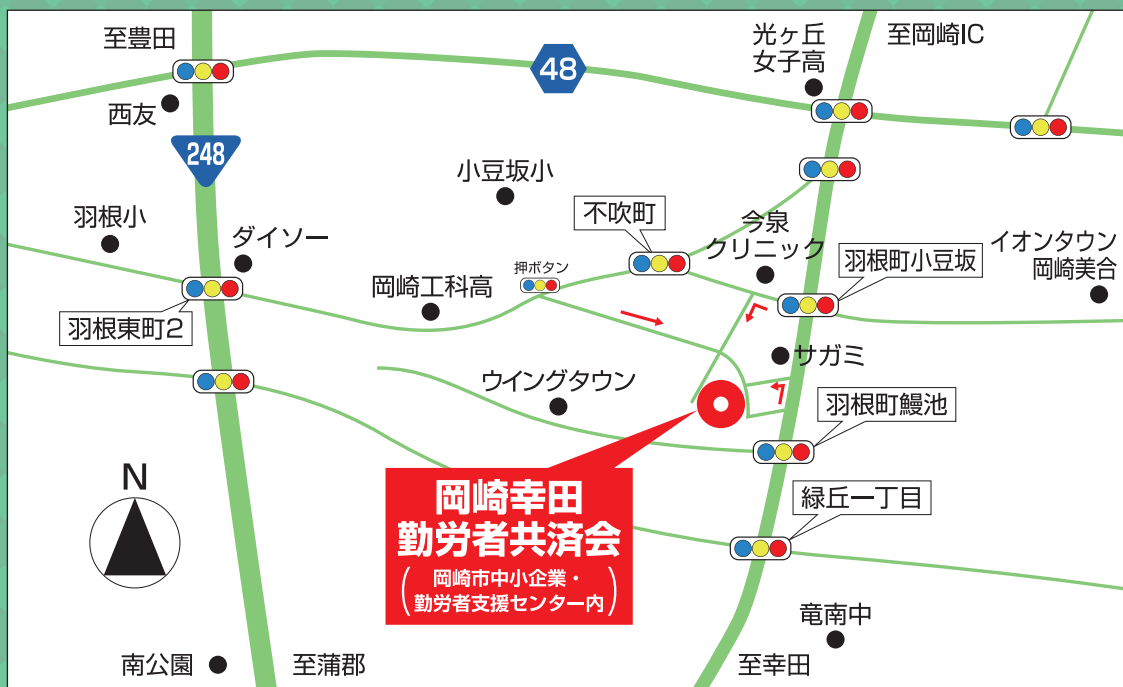 至豊田
48
光ヶ丘
女子高
至岡崎IC
西友
248
小豆坂小
羽根小
ダイソー
不吹町
今泉
クリニック
羽根町小豆坂
イオンタウン
岡崎美合
押ボタン
岡崎工科高
羽根東町2
サガミ
ウイングタウン
羽根町鰻池
N
岡崎幸田
勤労者共済会
(岡崎市中小企業・
勤労者支援センター内)
緑丘一丁目
竜南中
南公園
至蒲郡
至幸田